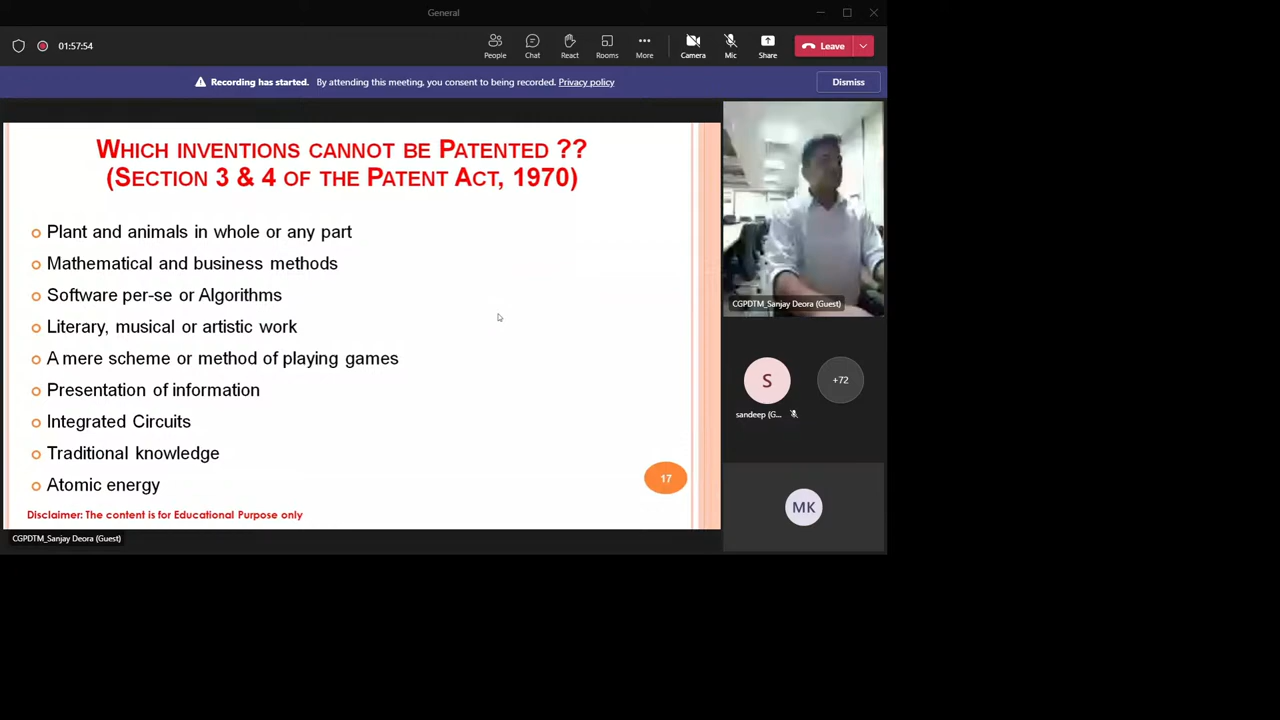 General
01:57:54
People
Chat
React
Rooms
More
Camera
Mic
Share
Leave
Recording has started. By attending this meeting, you consent to being recorded. Privacy policy
Dismiss
WHICH INVENTIONS CANNOT BE PATENTED ??
(SECTION 3 & 4 OF THE PATENT ACT, 1970)
Plant and animals in whole or any part
Mathematical and business methods
Software per-se or Algorithms
Literary, musical or artistic work
A mere scheme or method of playing games
Presentation of information
Integrated Circuits
Traditional knowledge
Atomic energy
17
Disclaimer: The content is for Educational Purpose only
CGPDTM_Sanjay Deora (Guest)
CGPDTM_Sanjay Deora (Guest)
S
+72
sandeep (G...
MK